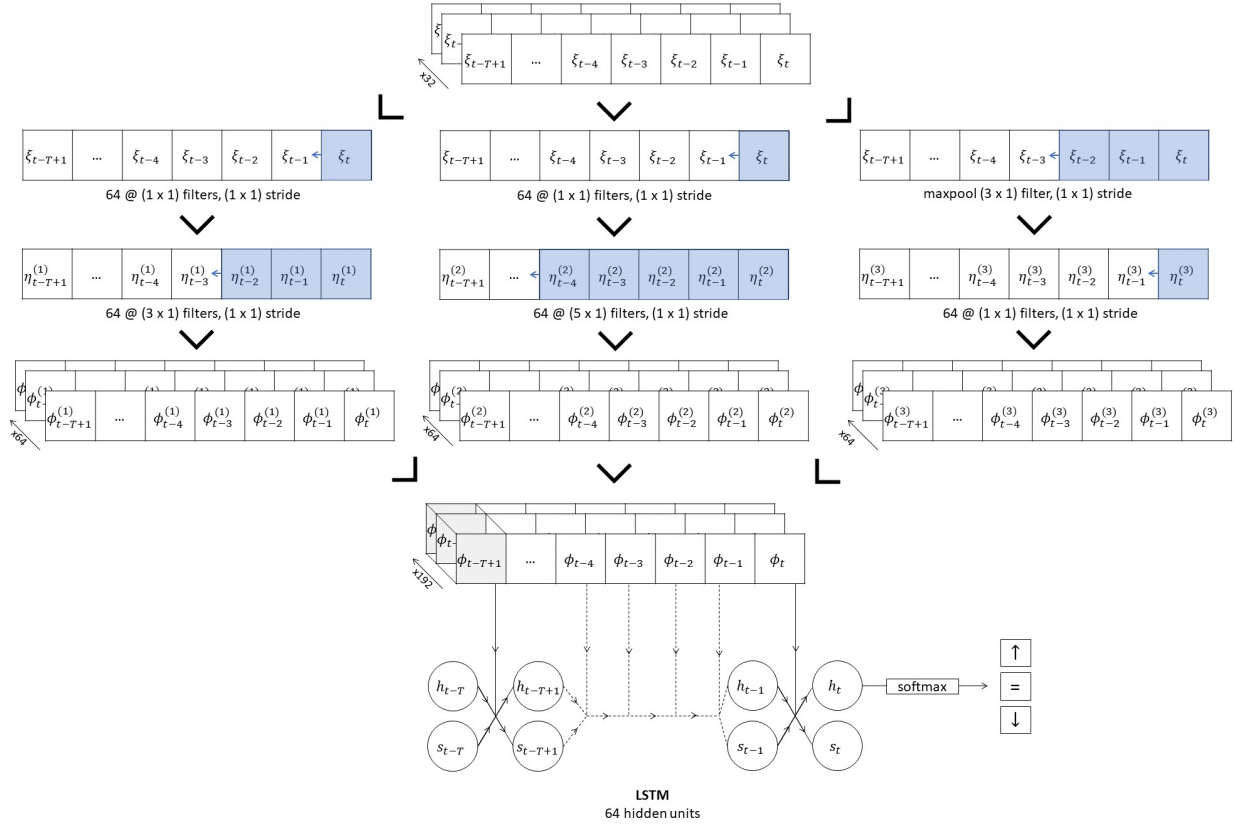 ξ ξₜ₋
ξₜ₋T₊₁ ... ξₜ₋₄ ξₜ₋₃ ξₜ₋₂ ξₜ₋₁ ξₜ
x32
ξₜ₋T₊₁ ... ξₜ₋₄ ξₜ₋₃ ξₜ₋₂ ξₜ₋₁ ← ξₜ
64 @ (1 x 1) filters, (1 x 1) stride
ξₜ₋T₊₁ ... ξₜ₋₄ ξₜ₋₃ ξₜ₋₂ ξₜ₋₁ ← ξₜ
64 @ (1 x 1) filters, (1 x 1) stride
ξₜ₋T₊₁ ... ξₜ₋₄ ξₜ₋₃ ← ξₜ₋₂ ξₜ₋₁ ξₜ
maxpool (3 x 1) filter, (1 x 1) stride
η⁽¹⁾ₜ₋T₊₁ ... η⁽¹⁾ₜ₋₄ η⁽¹⁾ₜ₋₃ ← η⁽¹⁾ₜ₋₂ η⁽¹⁾ₜ₋₁ η⁽¹⁾ₜ
64 @ (3 x 1) filters, (1 x 1) stride
η⁽²⁾ₜ₋T₊₁ ... ← η⁽²⁾ₜ₋₄ η⁽²⁾ₜ₋₃ η⁽²⁾ₜ₋₂ η⁽²⁾ₜ₋₁ η⁽²⁾ₜ
64 @ (5 x 1) filters, (1 x 1) stride
η⁽³⁾ₜ₋T₊₁ ... η⁽³⁾ₜ₋₄ η⁽³⁾ₜ₋₃ η⁽³⁾ₜ₋₂ η⁽³⁾ₜ₋₁ ← η⁽³⁾ₜ
64 @ (1 x 1) filters, (1 x 1) stride
ϕ⁽¹⁾ₜ₋T₊₁ ... ϕ⁽¹⁾ₜ₋₄ ϕ⁽¹⁾ₜ₋₃ ϕ⁽¹⁾ₜ₋₂ ϕ⁽¹⁾ₜ₋₁ ϕ⁽¹⁾ₜ
x64
ϕ⁽²⁾ₜ₋T₊₁ ... ϕ⁽²⁾ₜ₋₄ ϕ⁽²⁾ₜ₋₃ ϕ⁽²⁾ₜ₋₂ ϕ⁽²⁾ₜ₋₁ ϕ⁽²⁾ₜ
x64
ϕ⁽³⁾ₜ₋T₊₁ ... ϕ⁽³⁾ₜ₋₄ ϕ⁽³⁾ₜ₋₃ ϕ⁽³⁾ₜ₋₂ ϕ⁽³⁾ₜ₋₁ ϕ⁽³⁾ₜ
x64
ϕ ϕₜ₋
ϕₜ₋T₊₁ ... ϕₜ₋₄ ϕₜ₋₃ ϕₜ₋₂ ϕₜ₋₁ ϕₜ
x192
hₜ₋T hₜ₋T₊₁ hₜ₋₁ hₜ softmax
↑
=
↓
sₜ₋T sₜ₋T₊₁ sₜ₋₁ sₜ
LSTM
64 hidden units